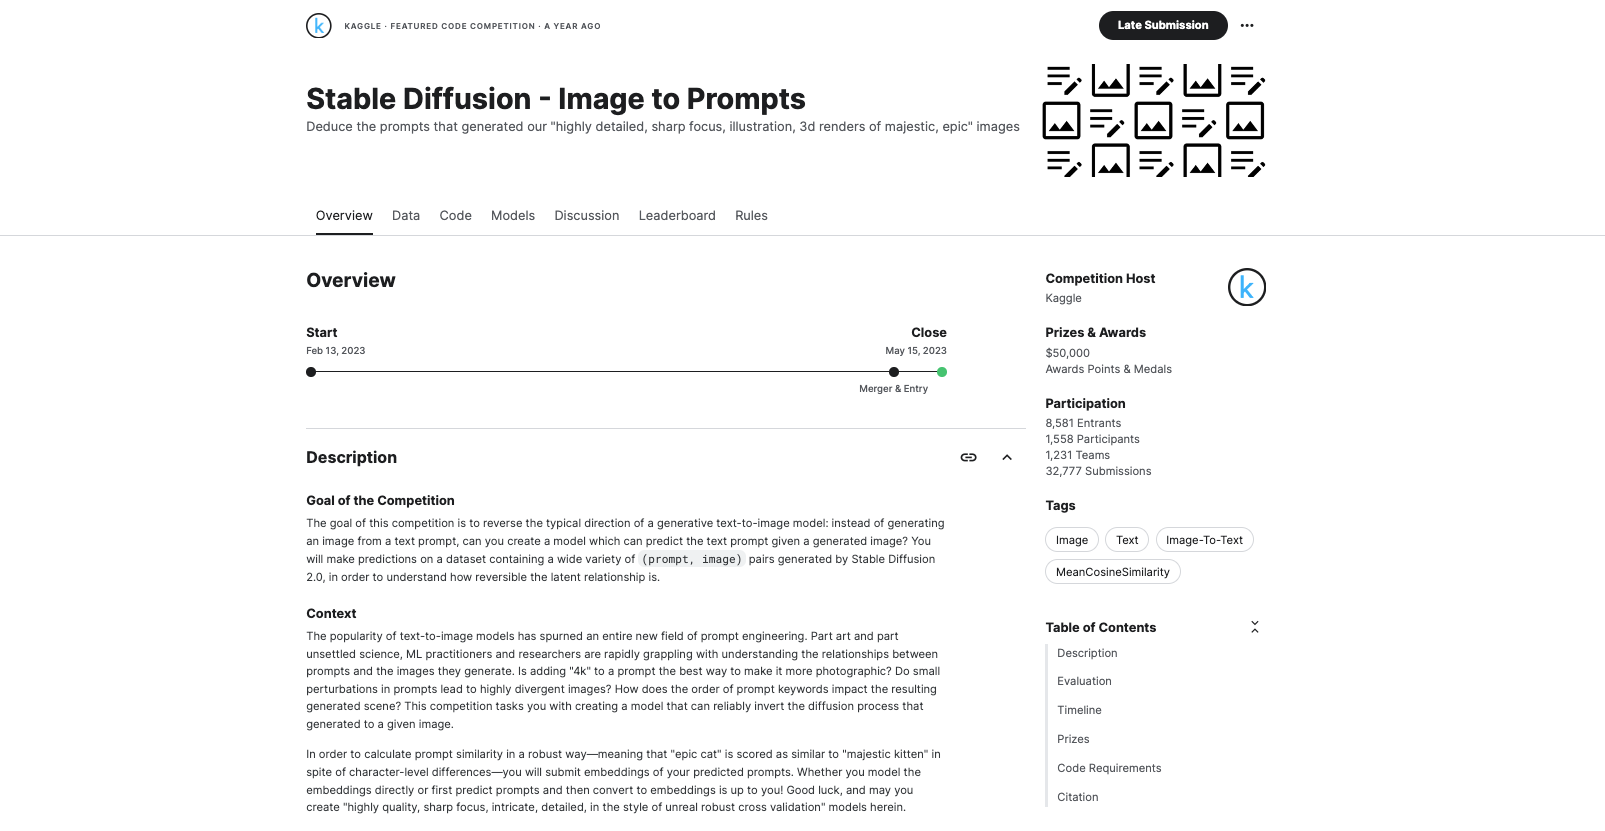 k KAGGLE · FEATURED CODE COMPETITION · A YEAR AGO
Late Submission
Stable Diffusion - Image to Prompts
Deduce the prompts that generated our "highly detailed, sharp focus, illustration, 3d renders of majestic, epic" images
Overview Data Code Models Discussion Leaderboard Rules
Overview
Start
Feb 13, 2023
Close
May 15, 2023
Merger & Entry
Description
Goal of the Competition
The goal of this competition is to reverse the typical direction of a generative text-to-image model: instead of generating
an image from a text prompt, can you create a model which can predict the text prompt given a generated image? You
will make predictions on a dataset containing a wide variety of (prompt, image) pairs generated by Stable Diffusion
2.0, in order to understand how reversible the latent relationship is.
Context
The popularity of text-to-image models has spurned an entire new field of prompt engineering. Part art and part
unsettled science, ML practitioners and researchers are rapidly grappling with understanding the relationships between
prompts and the images they generate. Is adding "4k" to a prompt the best way to make it more photographic? Do small
perturbations in prompts lead to highly divergent images? How does the order of prompt keywords impact the resulting
generated scene? This competition tasks you with creating a model that can reliably invert the diffusion process that
generated to a given image.
In order to calculate prompt similarity in a robust way—meaning that "epic cat" is scored as similar to "majestic kitten" in
spite of character-level differences—you will submit embeddings of your predicted prompts. Whether you model the
embeddings directly or first predict prompts and then convert to embeddings is up to you! Good luck, and may you
create "highly quality, sharp focus, intricate, detailed, in the style of unreal robust cross validation" models herein.
Competition Host
Kaggle
k
Prizes & Awards
$50,000
Awards Points & Medals
Participation
8,581 Entrants
1,558 Participants
1,231 Teams
32,777 Submissions
Tags
Image Text Image-To-Text
MeanCosineSimilarity
Table of Contents
Description
Evaluation
Timeline
Prizes
Code Requirements
Citation